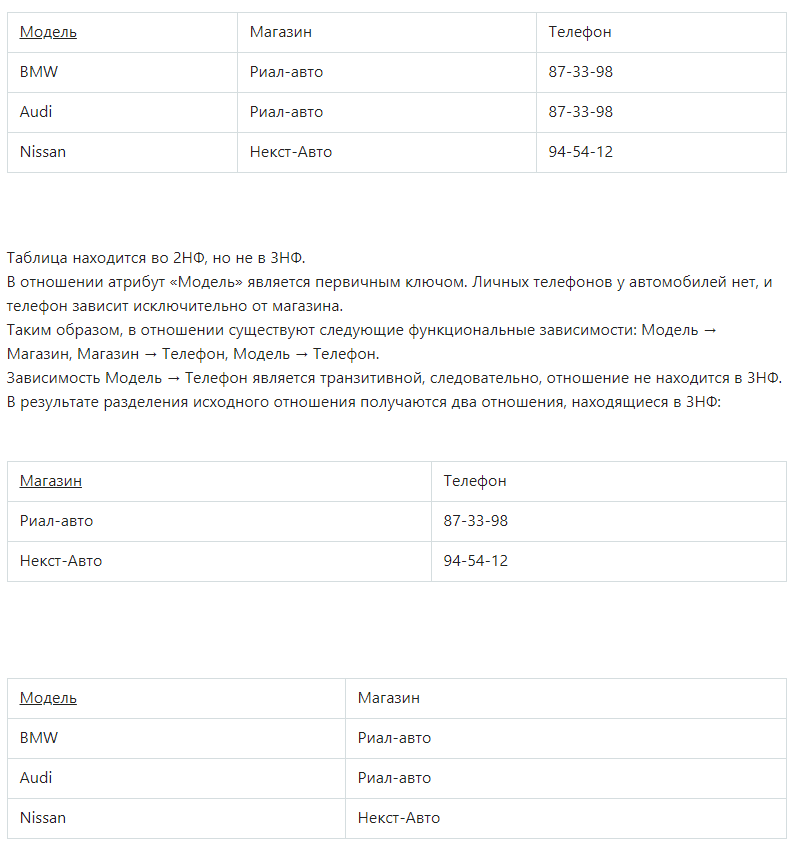 Модель Магазин Телефон
BMW Риал-авто 87-33-98
Audi Риал-авто 87-33-98
Nissan Некст-Авто 94-54-12
Таблица находится во 2НФ, но не в 3НФ.
В отношении атрибут «Модель» является первичным ключом. Личных телефонов у автомобилей нет, и
телефон зависит исключительно от магазина.
Таким образом, в отношении существуют следующие функциональные зависимости: Модель →
Магазин, Магазин → Телефон, Модель → Телефон.
Зависимость Модель → Телефон является транзитивной, следовательно, отношение не находится в 3НФ.
В результате разделения исходного отношения получаются два отношения, находящиеся в 3НФ:
Магазин Телефон
Риал-авто 87-33-98
Некст-Авто 94-54-12
Модель Магазин
BMW Риал-авто
Audi Риал-авто
Nissan Некст-Авто